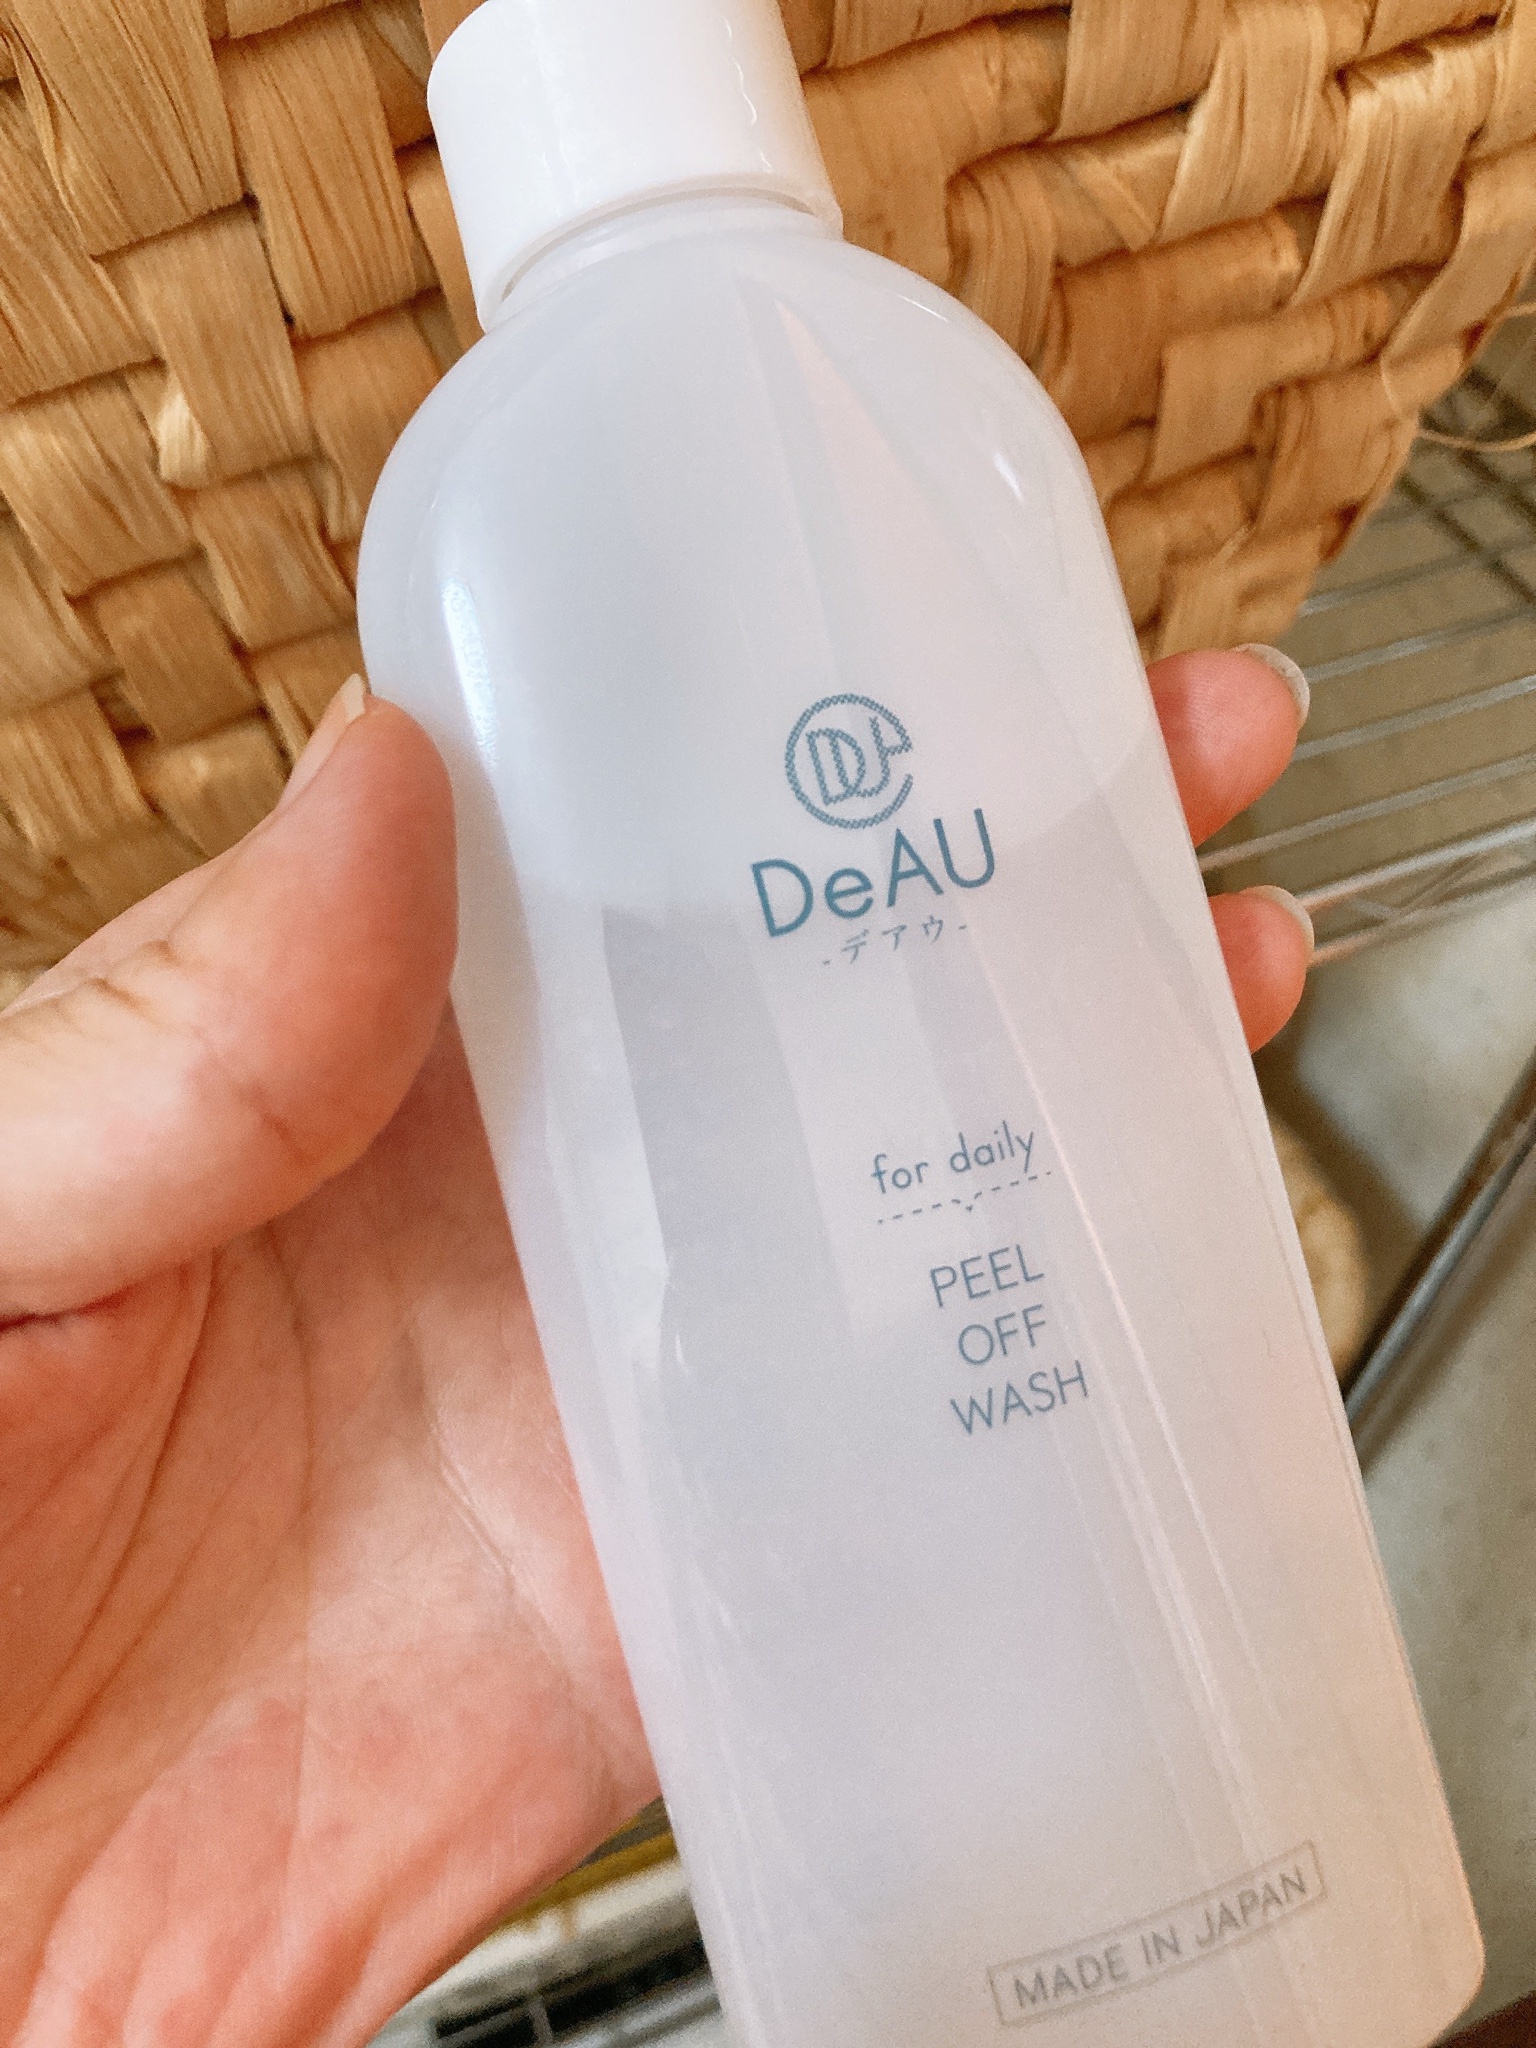 DeAU
-デアウ-
for daily
PEEL
OFF
WASH
MADE IN JAPAN